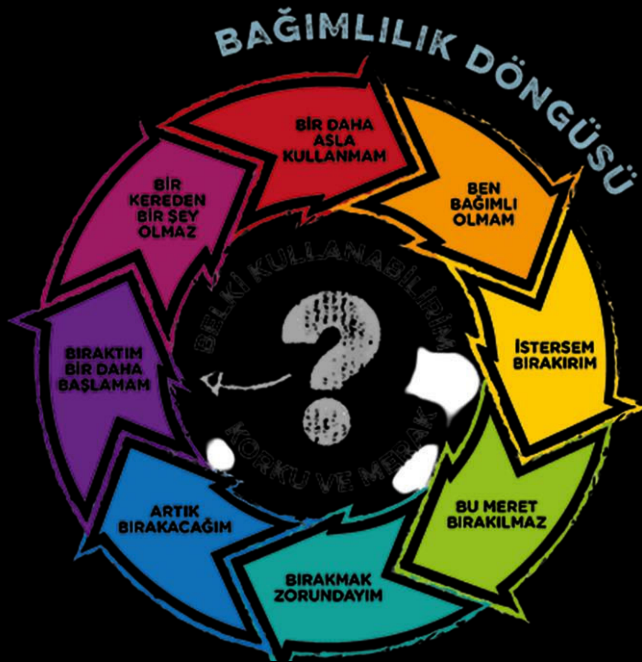 BAĞIMLILIK DÖNGÜSÜ
BİR DAHA
ASLA
KULLANMAM
BEN
BAĞIMLI
OLMAM
İSTERSEM
BIRAKIRIM
BU MERET
BIRAKILMAZ
BIRAKMAK
ZORUNDAYIM
ARTIK
BIRAKACAĞIM
BIRAKTIM
BİR DAHA
BAŞLAMAM
BİR
KEREDEN
BİR ŞEY
OLMAZ
BELKİ KULLANABİLİRİM
?
KORKU VE MERAK